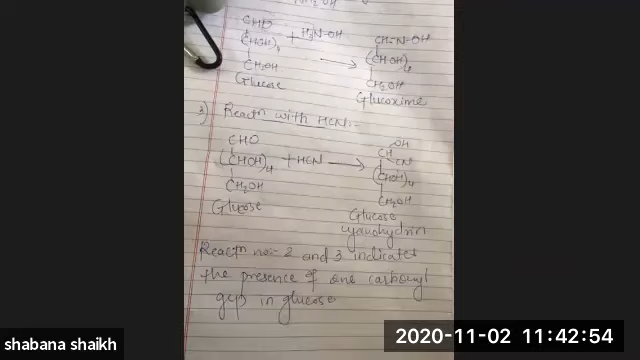 NH2OH
CHO
(CHOH)4 + H2N-OH → CH=N-OH
(CHOH)4
CH2OH CH2OH
Glucose Glucoxime
3) Reactn with HCN:-
CHO CH OH
CN
(CHOH)4 + HCN → (CHOH)4
CH2OH CH2OH
Glucose Glucose
cyanohydrin
Reactn no:- 2 and 3 indicates
the presence of one carbonyl
grp in glucose
shabana shaikh
2020-11-02 11:42:54